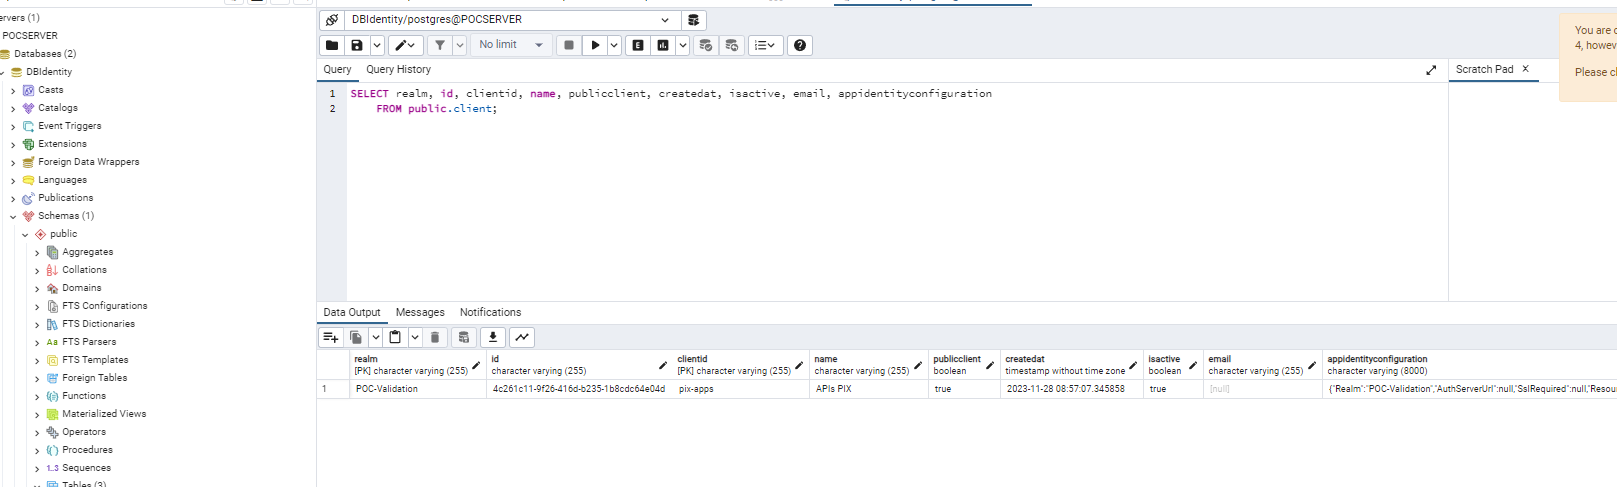 ervers (1)
POCSERVER
Databases (2)
DBIdentity
Casts
Catalogs
Event Triggers
Extensions
Foreign Data Wrappers
Languages
Publications
Schemas (1)
public
Aggregates
Collations
Domains
FTS Configurations
FTS Dictionaries
FTS Parsers
FTS Templates
Foreign Tables
Functions
Materialized Views
Operators
Procedures
Sequences
Tables (3)
DBIdentity/postgres@POCSERVER
No limit
Query Query History
Scratch Pad X
You are o
4, howev
Please cl
1 SELECT realm, id, clientid, name, publicclient, createdat, isactive, email, appidentityconfiguration
2 FROM public.client;
Data Output Messages Notifications
realm id clientid name publicclient createdat isactive email appidentityconfiguration
[PK] character varying (255) character varying (255) [PK] character varying (255) character varying (255) boolean timestamp without time zone boolean character varying (255) character varying (8000)
1 POC-Validation 4c261c11-9f26-416d-b235-1b8cdc64e04d pix-apps APIs PIX true 2023-11-28 08:57:07.345858 true [null] {"Realm":"POC-Validation","AuthServerUrl":null,"SslRequired":null,"Resou